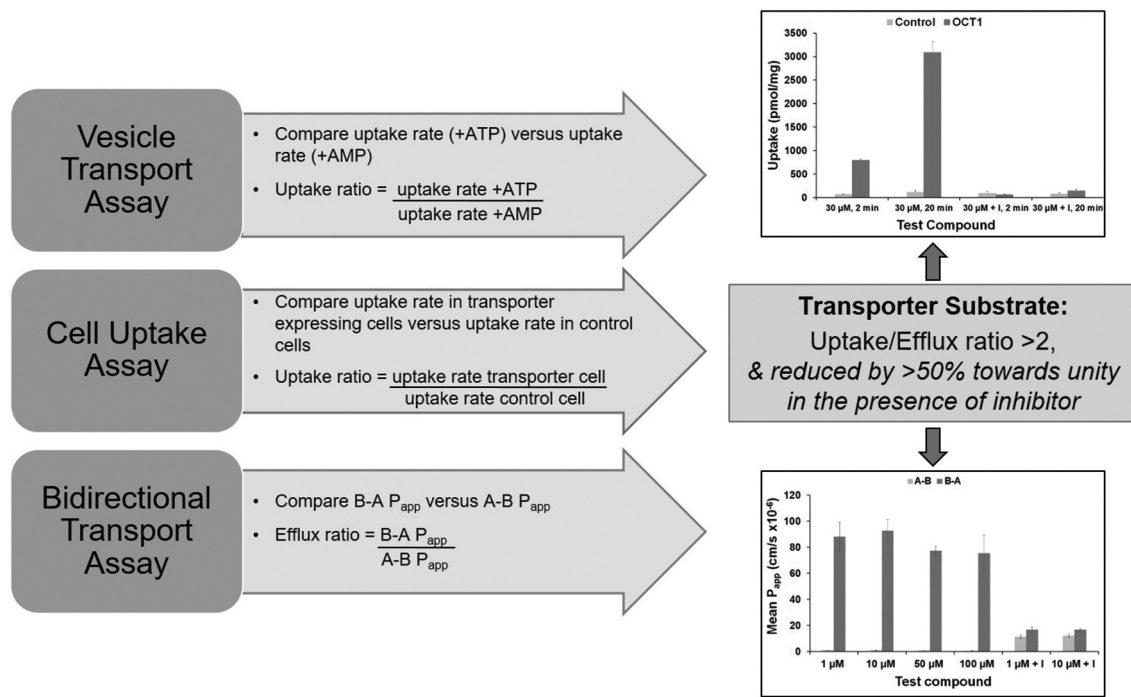 Vesicle
Transport
Assay
• Compare uptake rate (+ATP) versus uptake
rate (+AMP)
• Uptake ratio = uptake rate +ATP
uptake rate +AMP
Cell Uptake
Assay
• Compare uptake rate in transporter
expressing cells versus uptake rate in control
cells
• Uptake ratio = uptake rate transporter cell
uptake rate control cell
Bidirectional
Transport
Assay
• Compare B-A Papp versus A-B Papp
• Efflux ratio = B-A Papp
A-B Papp
Control OCT1
Uptake (pmol/mg)
3500
3000
2500
2000
1500
1000
500
0
30 µM, 2 min 30 µM, 20 min 30 µM + I, 2 min 30 µM + I, 20 min
Test Compound
Transporter Substrate:
Uptake/Efflux ratio >2,
& reduced by >50% towards unity
in the presence of inhibitor
A-B B-A
Mean Papp (cm/s x10-6)
120
100
80
60
40
20
0
1 µM 10 µM 50 µM 100 µM 1 µM + I 10 µM + I
Test compound